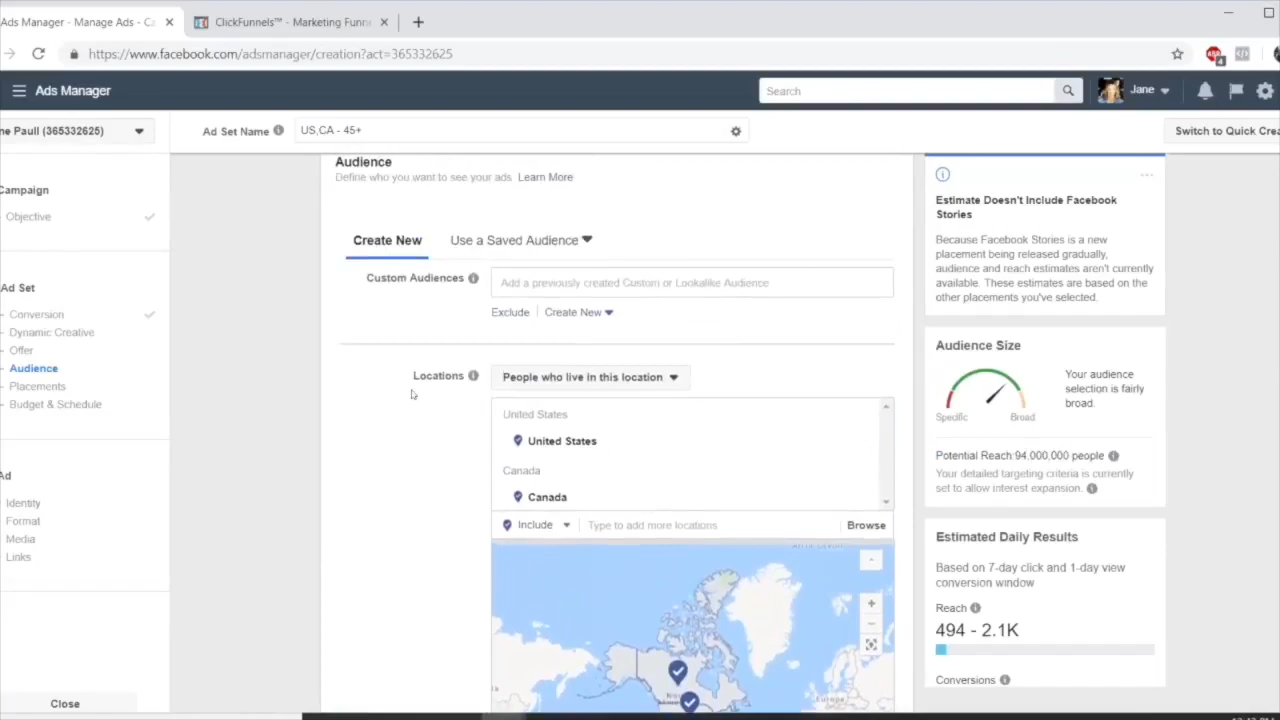 Ads Manager - Manage Ads - Ca
ClickFunnels™ - Marketing Funne
https://www.facebook.com/adsmanager/creation?act=365332625
ABP
4
Ads Manager
Search
Jane
ne Paull (365332625)
Ad Set Name
US,CA - 45+
Switch to Quick Crea
Campaign
Objective
Ad Set
Conversion
Dynamic Creative
Offer
Audience
Placements
Budget & Schedule
Ad
Identity
Format
Media
Links
Close
Audience
Define who you want to see your ads. Learn More
Create New
Use a Saved Audience
Custom Audiences
Add a previously created Custom or Lookalike Audience
Exclude
Create New
Locations
People who live in this location
United States
United States
Canada
Canada
Include
Type to add more locations
Browse
Europe
Estimate Doesn't Include Facebook
Stories
Because Facebook Stories is a new
placement being released gradually,
audience and reach estimates aren't currently
available. These estimates are based on the
other placements you've selected.
Audience Size
Your audience
selection is fairly
broad.
Specific
Broad
Potential Reach:94,000,000 people
Your detailed targeting criteria is currently
set to allow interest expansion.
Estimated Daily Results
Based on 7-day click and 1-day view
conversion window
Reach
494 - 2.1K
Conversions